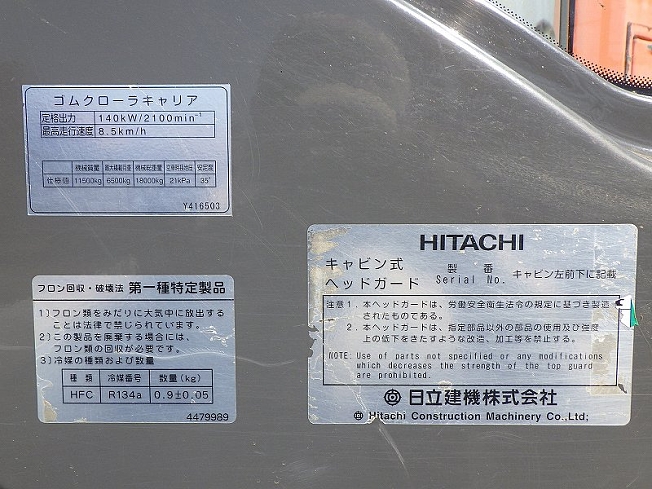 ゴムクローラキャリア
定格出力 140kW/2100min⁻¹
最高走行速度 8.5km/h
機械質量 最大積載質量 機械総質量 安定度
仕様値 11500kg 6500kg 18000kg 21kPa 35°
Y416503
フロン回収・破壊法 第一種特定製品
1)フロン類をみだりに大気中に放出する
ことは法律で禁じられています。
2)この製品を廃棄する場合には、
フロン類の回収が必要です。
3)冷媒の種類および数量
種類 冷媒番号 数量(kg)
HFC R134a 0.9±0.05
4479989
HITACHI
キャビン式
ヘッドガード
製番
Serial No.
キャビン左前下に記載
注意1.本ヘッドガードは、労働安全衛生法令の規定に基づき製造
されたものである。
2.本ヘッドガードは、指定部品以外の部品の使用及び強度
上の低下をきたすような改造、加工等を禁止する。
NOTE: Use of parts not specified or any modifications
which decreases the strength of the top guard
are prohibited.
日立建機株式会社
Hitachi Construction Machinery Co.,Ltd.